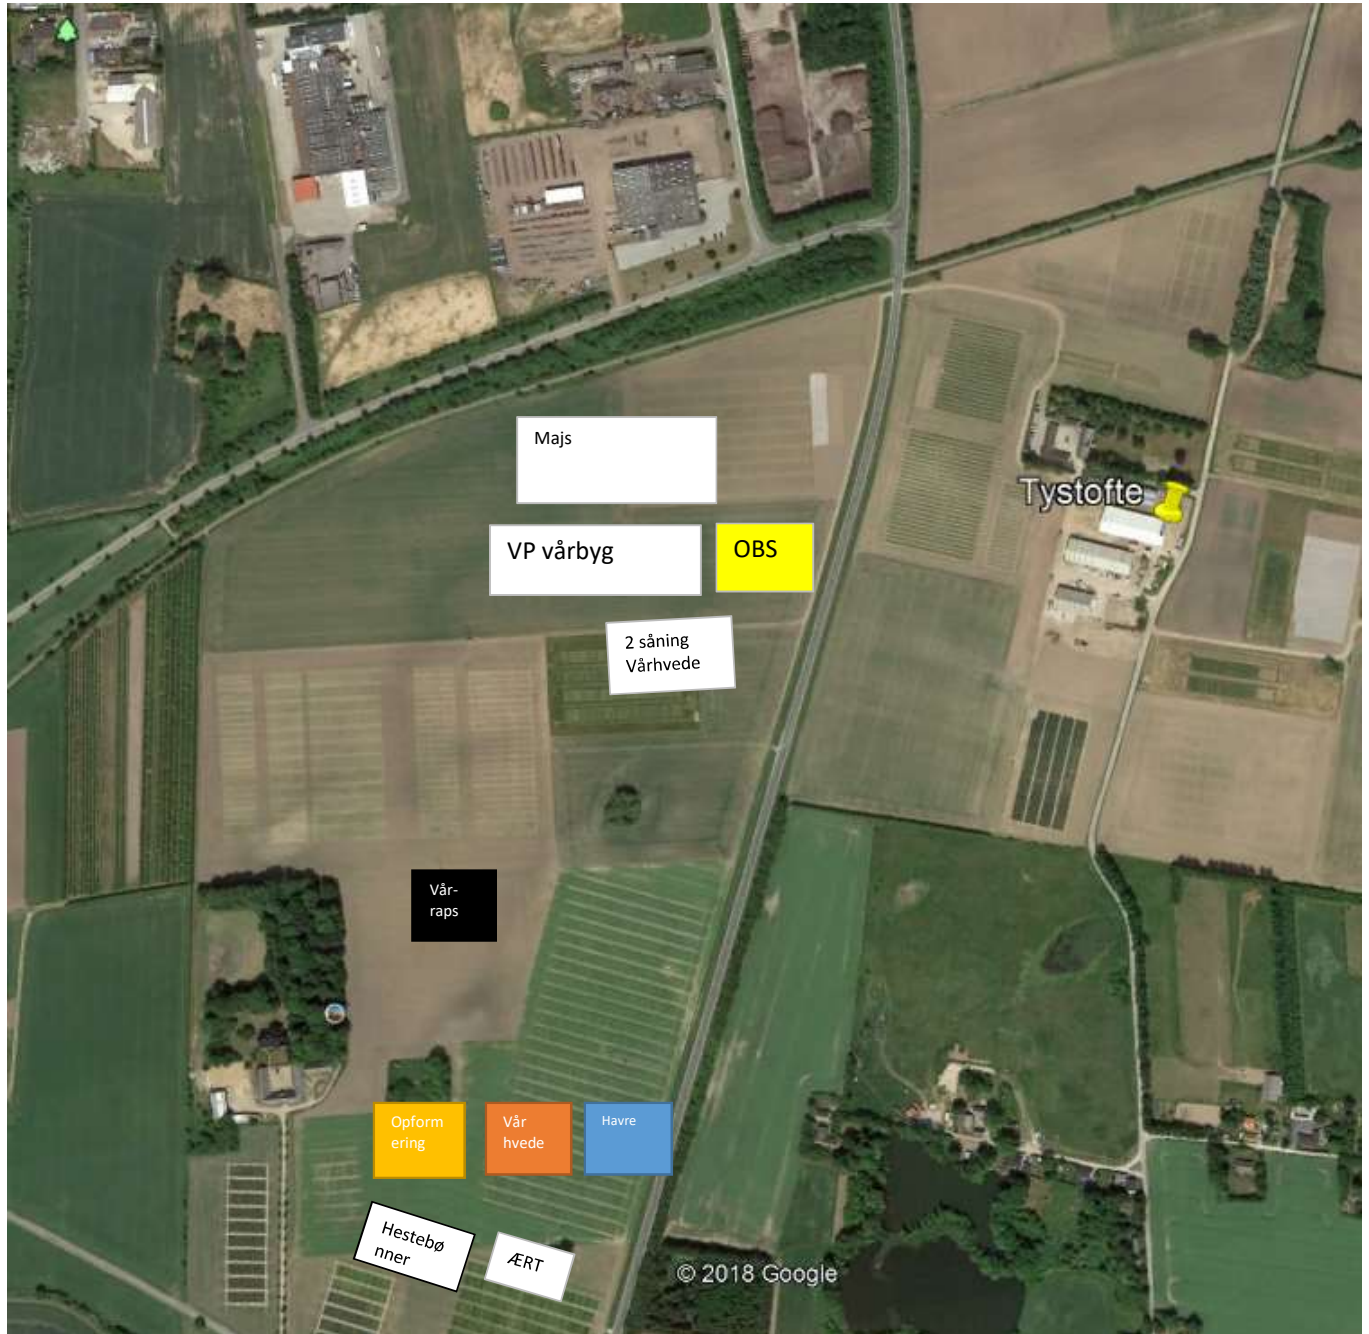 Majs
Tystofte
VP vårbyg
OBS
2 såning
Vårhvede
Vår-
raps
Opform
ering
Vår
hvede
Havre
Hestebø
nner
ÆRT
© 2018 Google